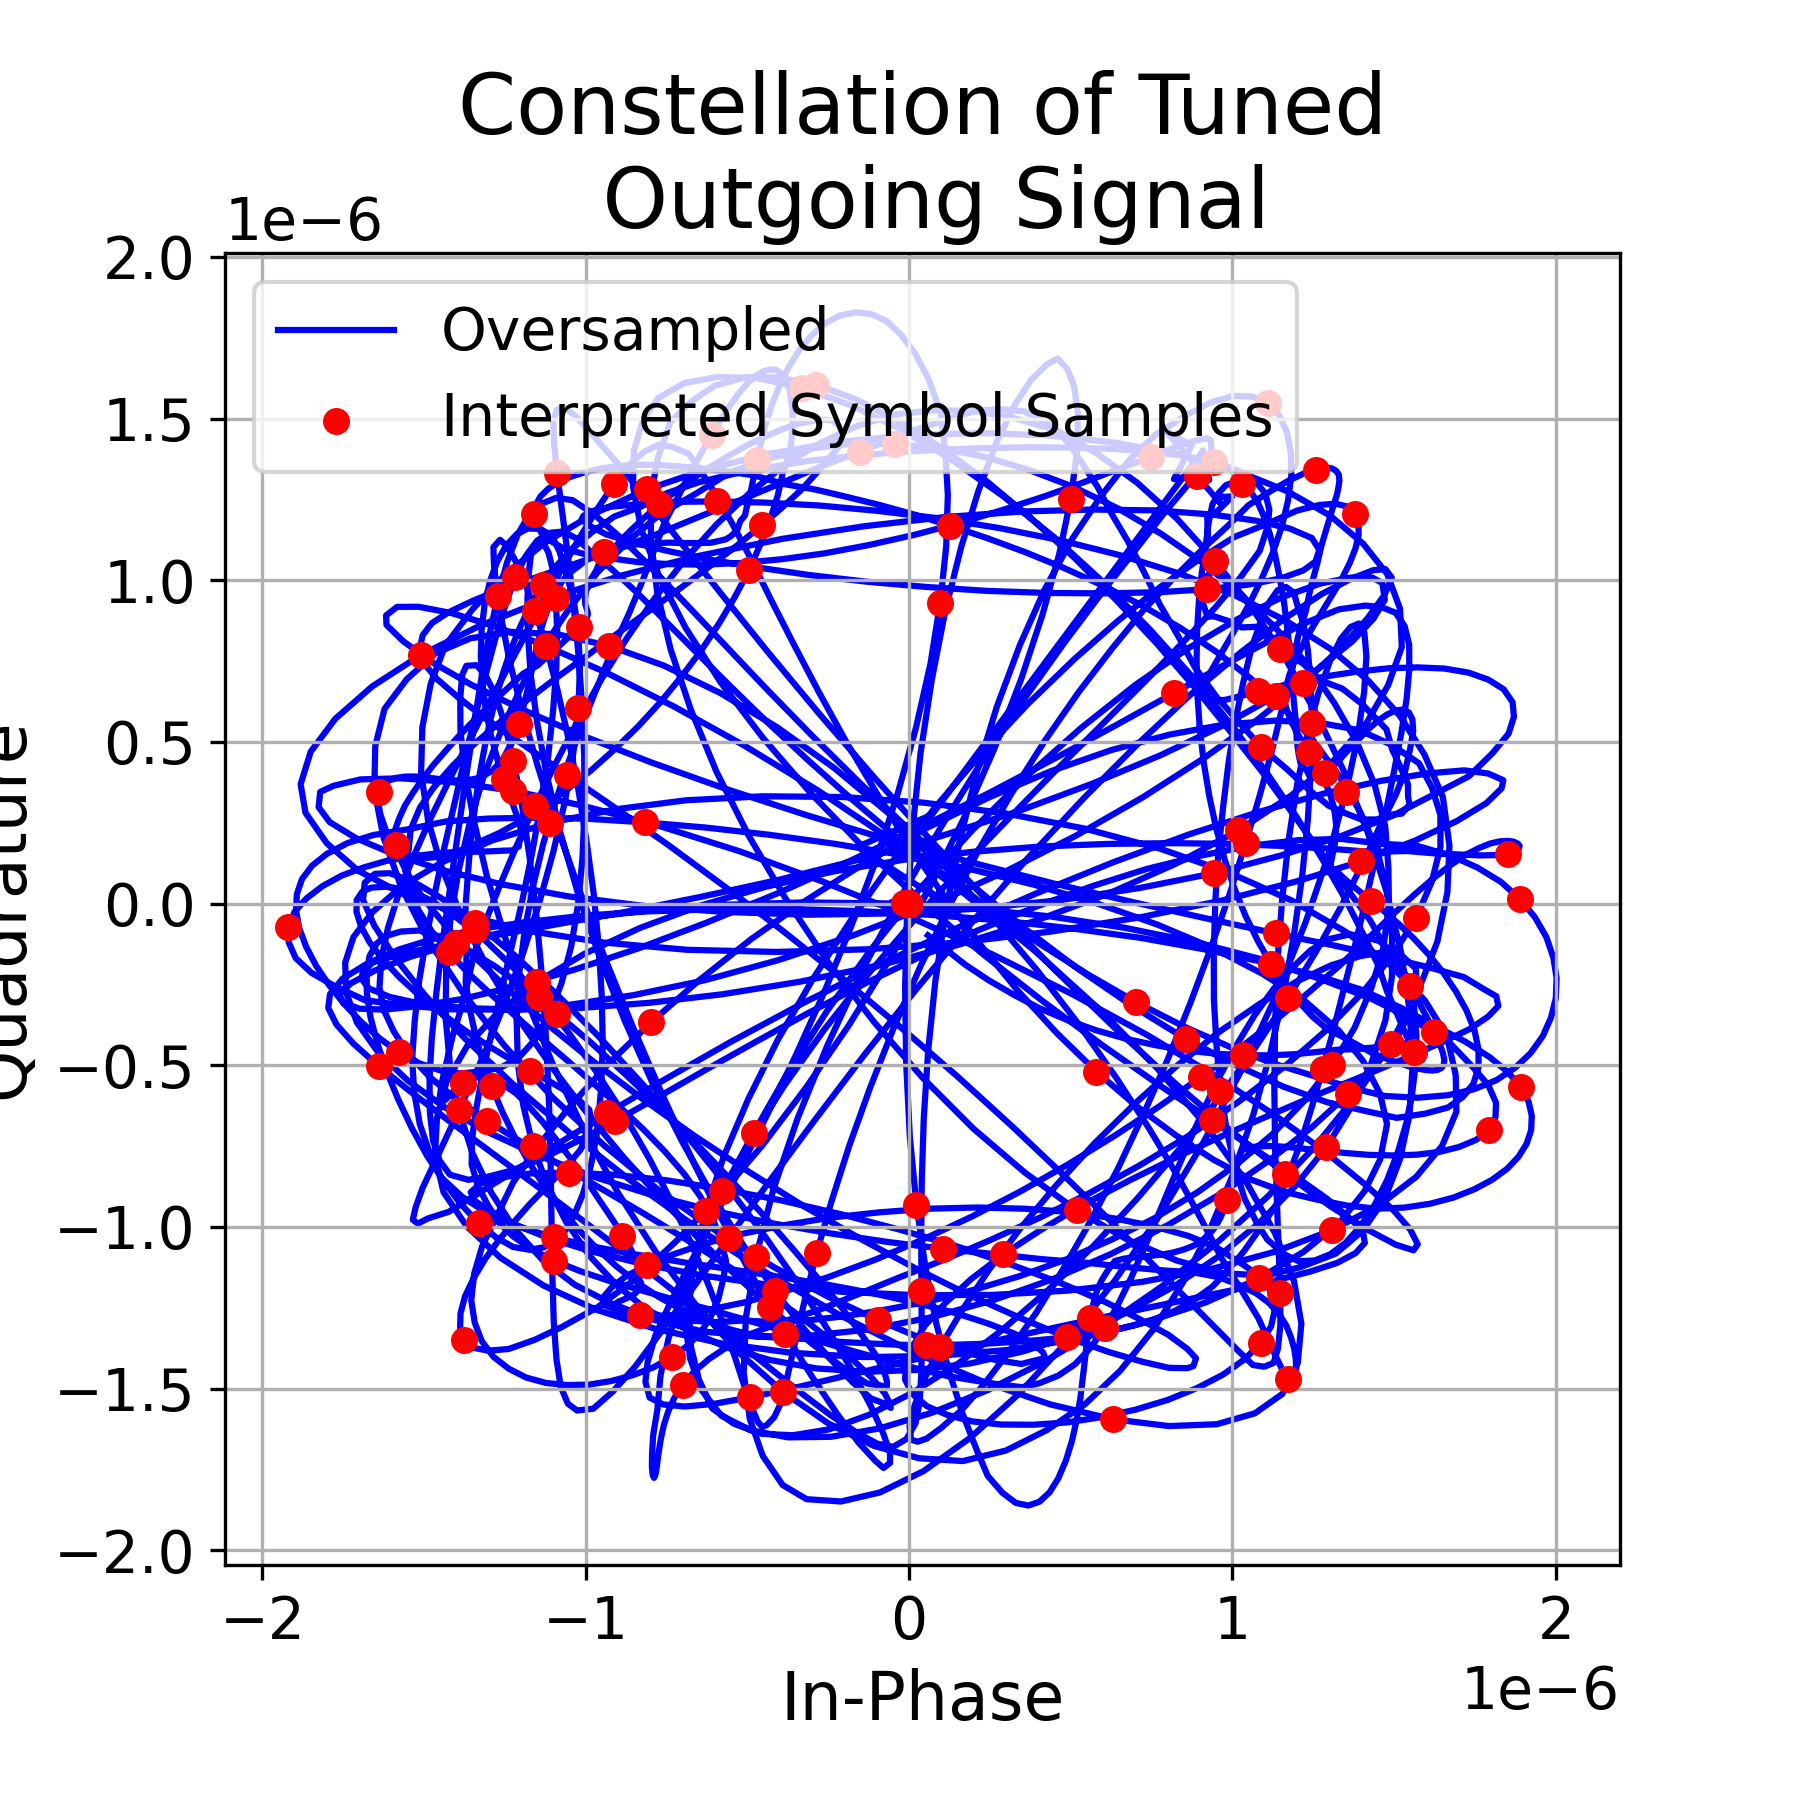 Constellation of Tuned
Outgoing Signal
1e−6
2.0
1.5
1.0
0.5
0.0
−0.5
−1.0
−1.5
−2.0
Oversampled
Interpreted Symbol Samples
Quadrature
−2 −1 0 1 2
In-Phase
1e−6